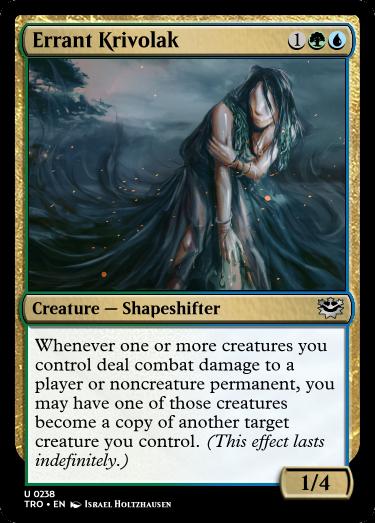 Errant Krivolak
1
Creature — Shapeshifter
Whenever one or more creatures you
control deal combat damage to a
player or noncreature permanent, you
may have one of those creatures
become a copy of another target
creature you control. (This effect lasts
indefinitely.)
1/4
U 0238
TRO • EN Israel Holtzhausen